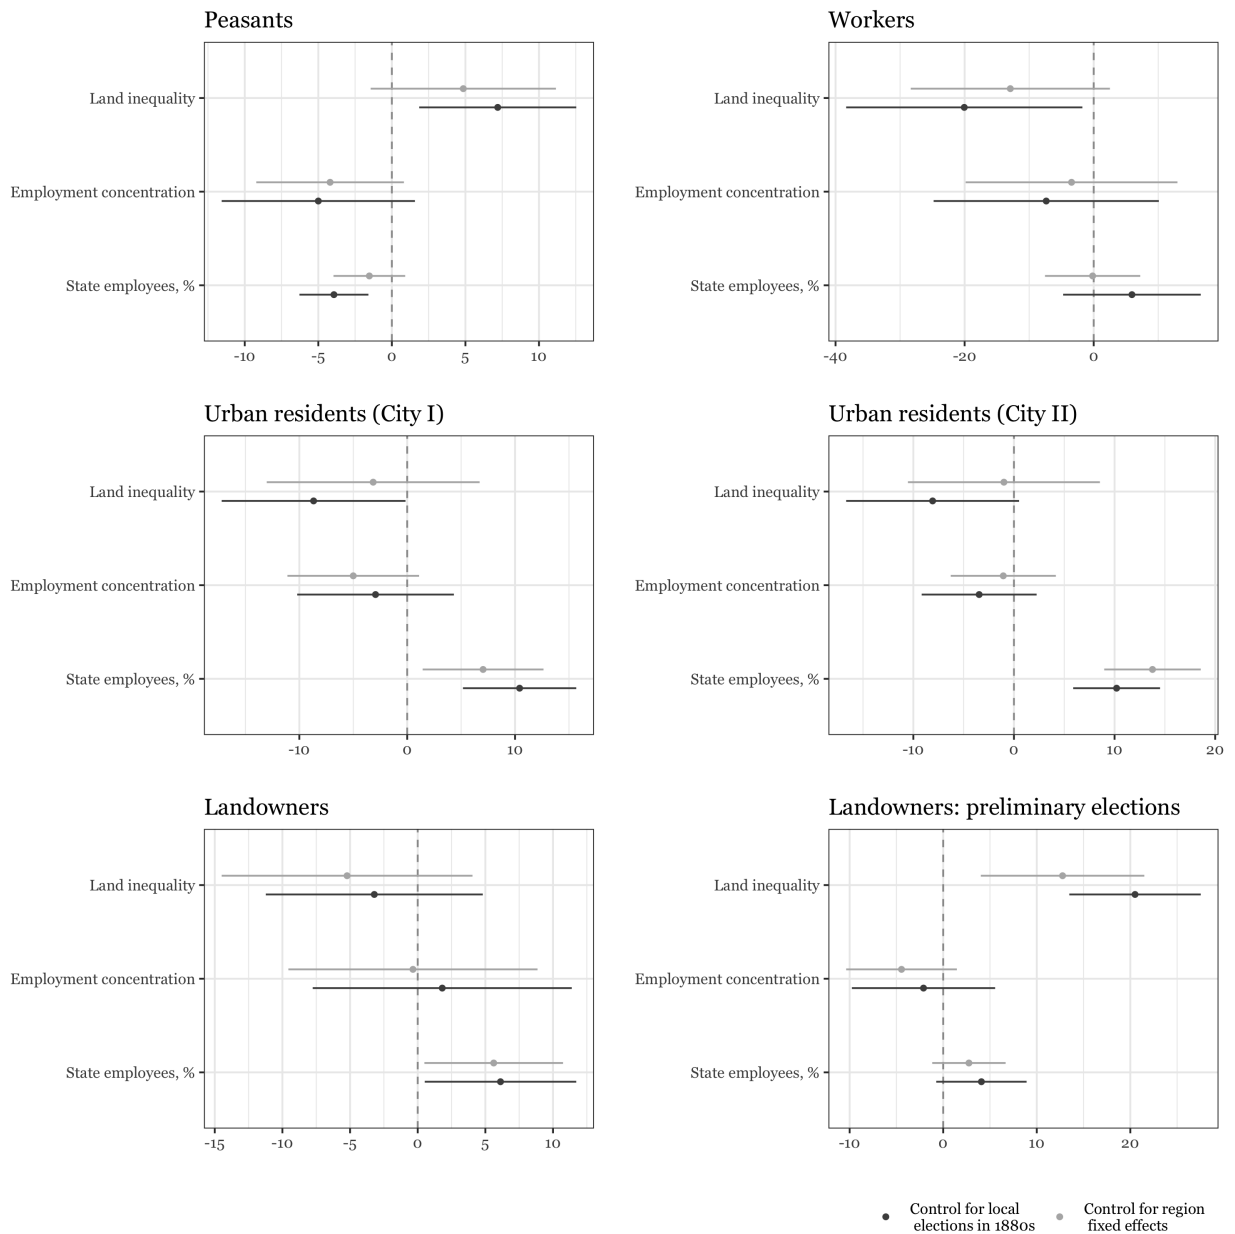 Peasants
Land inequality
Employment concentration
State employees, %
-10 -5 0 5 10
Workers
Land inequality
Employment concentration
State employees, %
-40 -20 0
Urban residents (City I)
Land inequality
Employment concentration
State employees, %
-10 0 10
Urban residents (City II)
Land inequality
Employment concentration
State employees, %
-10 0 10 20
Landowners
Land inequality
Employment concentration
State employees, %
-15 -10 -5 0 5 10
Landowners: preliminary elections
Land inequality
Employment concentration
State employees, %
-10 0 10 20
Control for local
elections in 1880s
Control for region
fixed effects